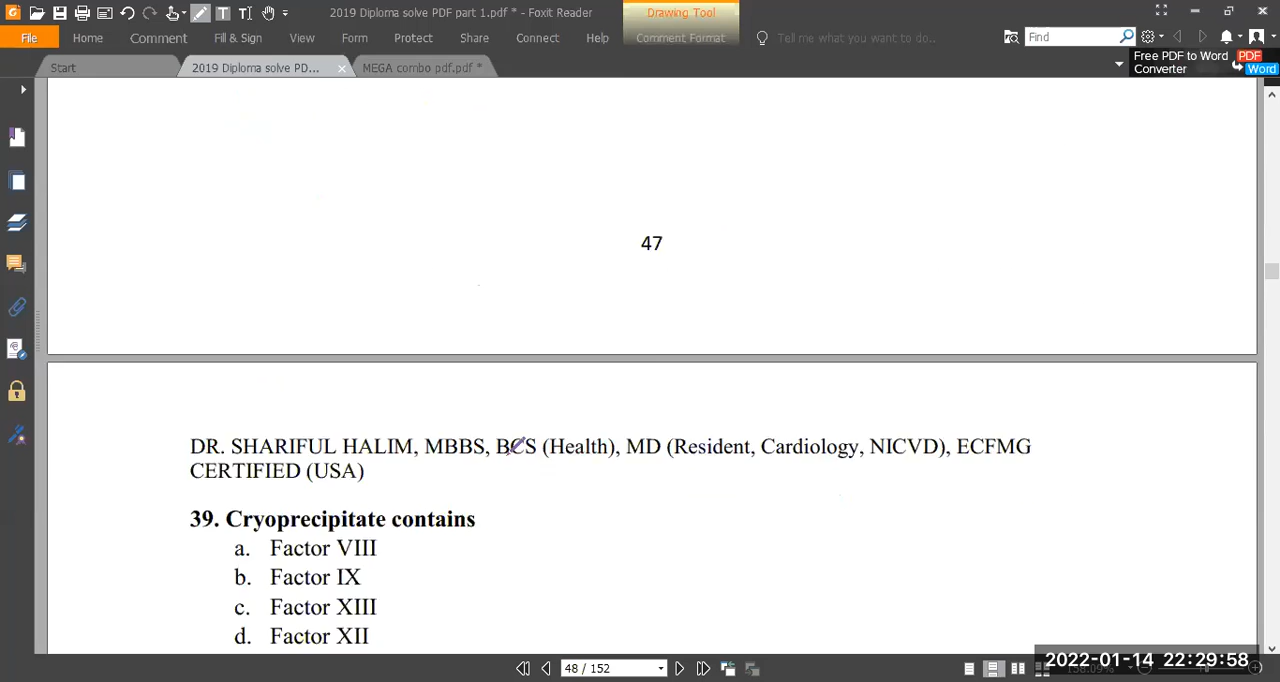 2019 Diploma solve PDF part 1.pdf * - Foxit Reader
Drawing Tool
File Home Comment Fill & Sign View Form Protect Share Connect Help Comment Format Tell me what you want to do.. Find
Start 2019 Diploma solve PD... MEGA combo pdf.pdf *
Free PDF to Word PDF
Converter Word
47
DR. SHARIFUL HALIM, MBBS, BCS (Health), MD (Resident, Cardiology, NICVD), ECFMG
CERTIFIED (USA)
39. Cryoprecipitate contains
a. Factor VIII
b. Factor IX
c. Factor XIII
d. Factor XII
48 / 152
2022-01-14 22:29:58